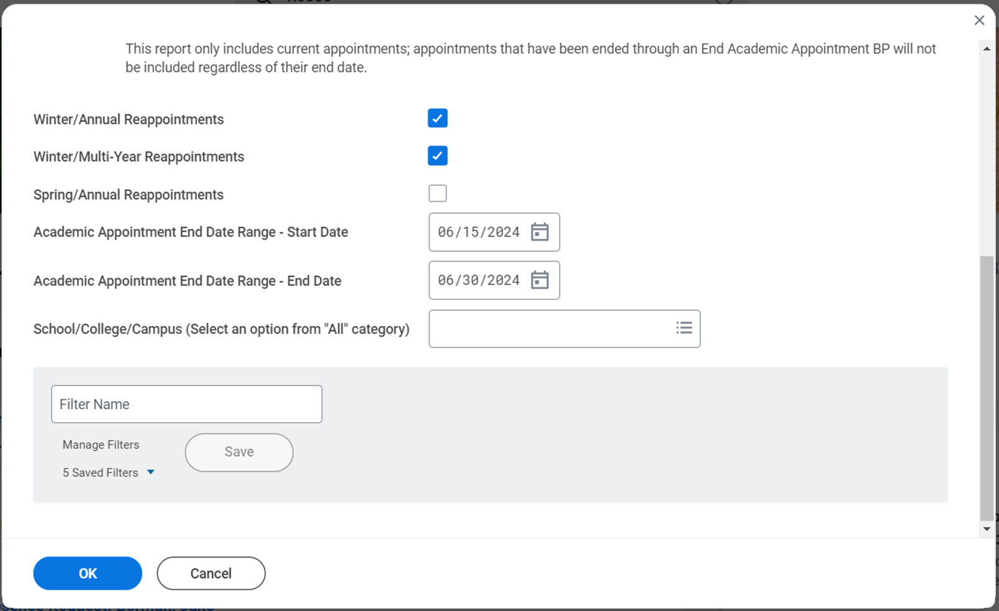 This report only includes current appointments; appointments that have been ended through an End Academic Appointment BP will not
be included regardless of their end date.
Winter/Annual Reappointments
Winter/Multi-Year Reappointments
Spring/Annual Reappointments
Academic Appointment End Date Range - Start Date
06/15/2024
Academic Appointment End Date Range - End Date
06/30/2024
School/College/Campus (Select an option from "All" category)
Filter Name
Manage Filters
Save
5 Saved Filters
OK
Cancel